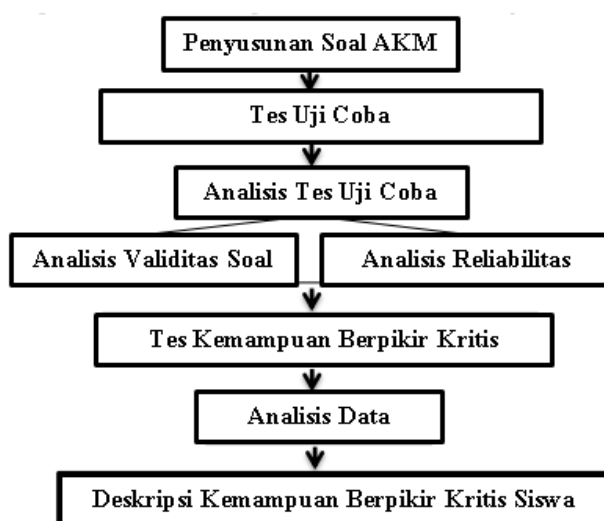 Penyusunan Soal AKM
Tes Uji Coba
Analisis Tes Uji Coba
Analisis Validitas Soal
Analisis Reliabilitas
Tes Kemampuan Berpikir Kritis
Analisis Data
Deskripsi Kemampuan Berpikir Kritis Siswa